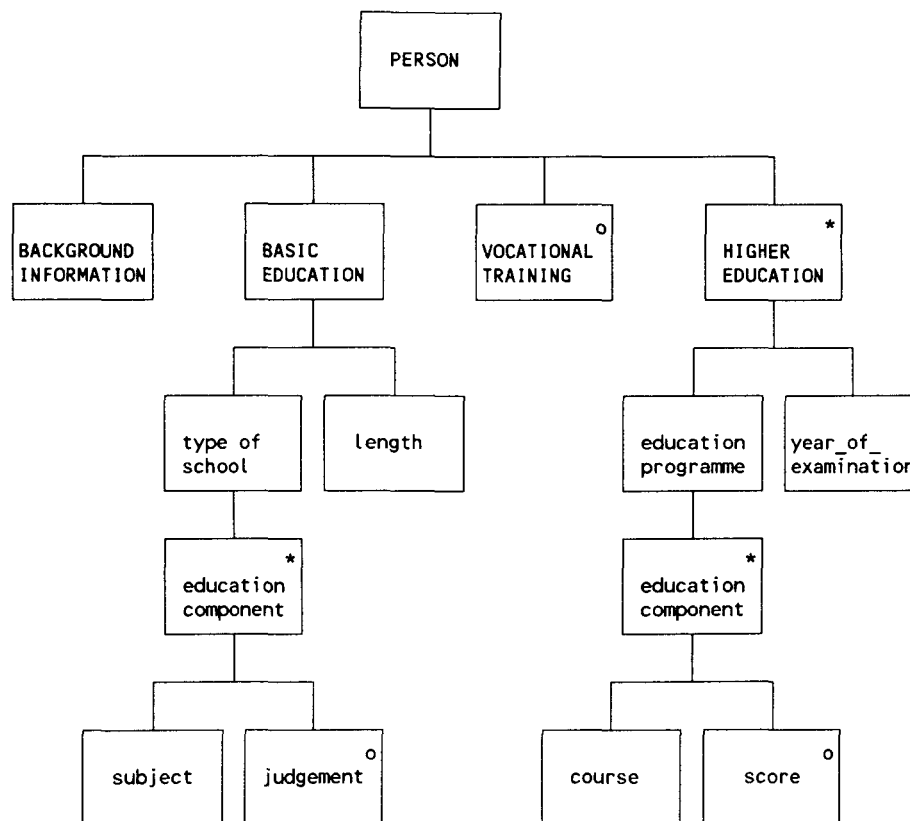 PERSON
BACKGROUND
INFORMATION
BASIC
EDUCATION
o
VOCATIONAL
TRAINING
*
HIGHER
EDUCATION
type of
school
length
education
programme
year_of_
examination
*
education
component
*
education
component
subject
o
judgement
course
o
score